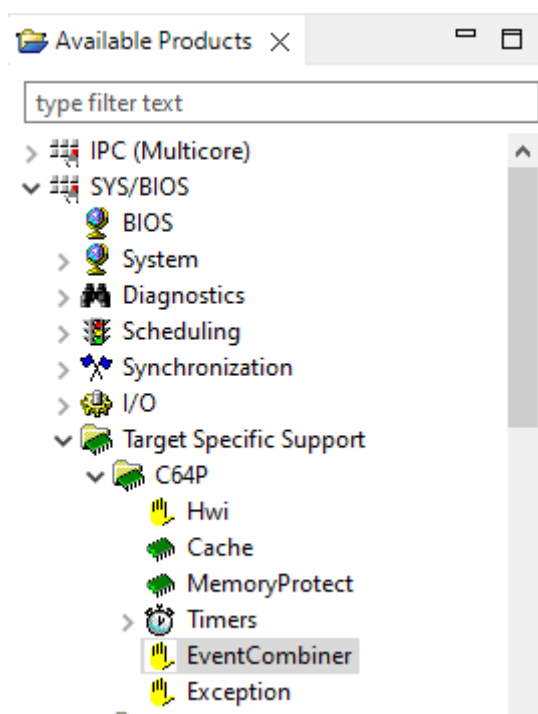 Available Products
type filter text
IPC (Multicore)
SYS/BIOS
BIOS
System
Diagnostics
Scheduling
Synchronization
I/O
Target Specific Support
C64P
Hwi
Cache
MemoryProtect
Timers
EventCombiner
Exception